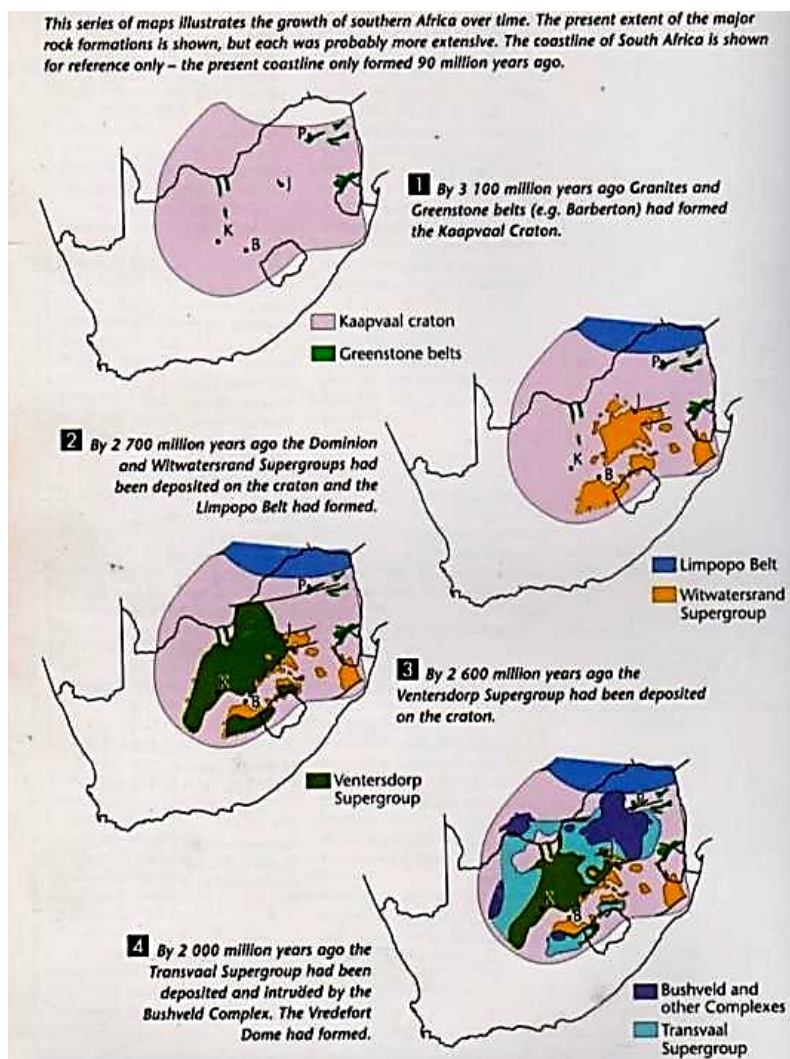 This series of maps illustrates the growth of southern Africa over time. The present extent of the major
rock formations is shown, but each was probably more extensive. The coastline of South Africa is shown
for reference only – the present coastline only formed 90 million years ago.
P
J
K
B
1 By 3 100 million years ago Granites and
Greenstone belts (e.g. Barberton) had formed
the Kaapvaal Craton.
Kaapvaal craton
Greenstone belts
P
J
K
B
2 By 2 700 million years ago the Dominion
and Witwatersrand Supergroups had
been deposited on the craton and the
Limpopo Belt had formed.
Limpopo Belt
Witwatersrand
Supergroup
P
K
B
3 By 2 600 million years ago the
Ventersdorp Supergroup had been deposited
on the craton.
Ventersdorp
Supergroup
K
B
4 By 2 000 million years ago the
Transvaal Supergroup had been
deposited and intruded by the
Bushveld Complex. The Vredefort
Dome had formed.
Bushveld and
other Complexes
Transvaal
Supergroup